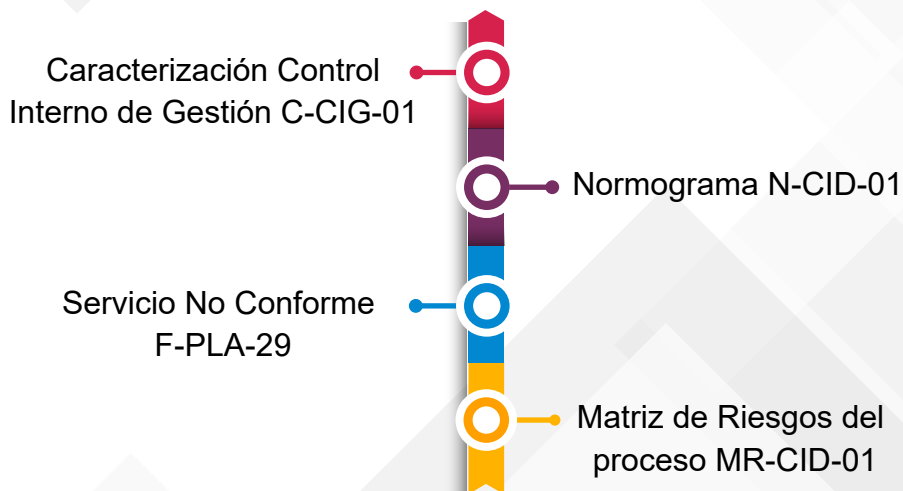 Caracterización Control
Interno de Gestión C-CIG-01
Normograma N-CID-01
Servicio No Conforme
F-PLA-29
Matriz de Riesgos del
proceso MR-CID-01